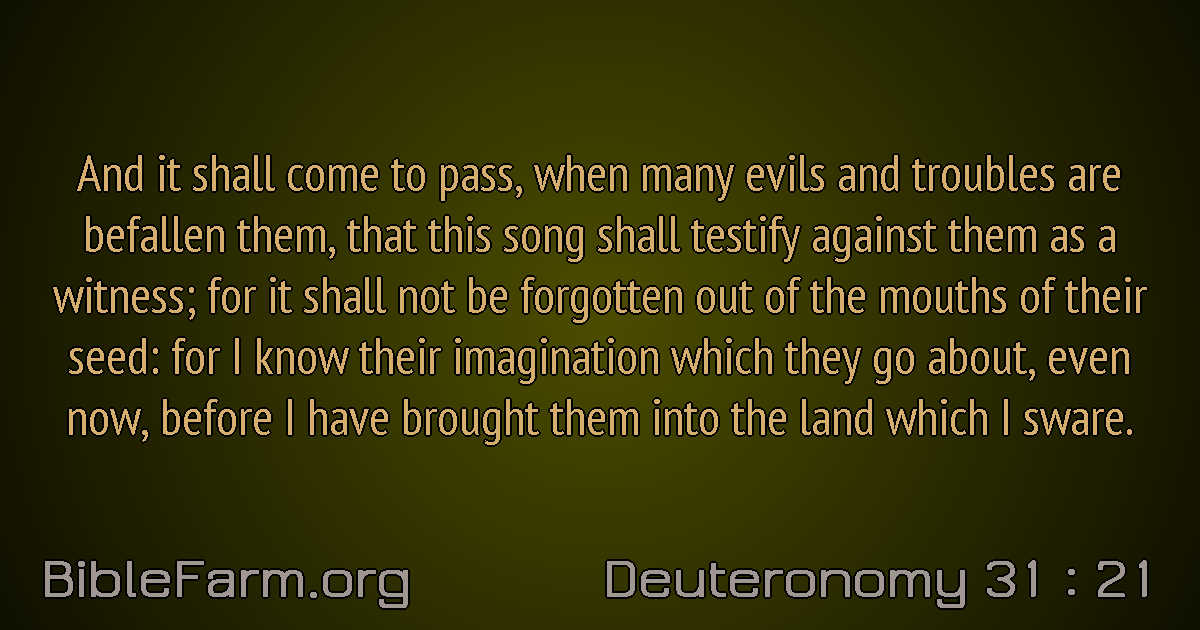 And it shall come to pass, when many evils and troubles are
befallen them, that this song shall testify against them as a
witness; for it shall not be forgotten out of the mouths of their
seed: for I know their imagination which they go about, even
now, before I have brought them into the land which I sware.
BibleFarm.org
Deuteronomy 31 : 21